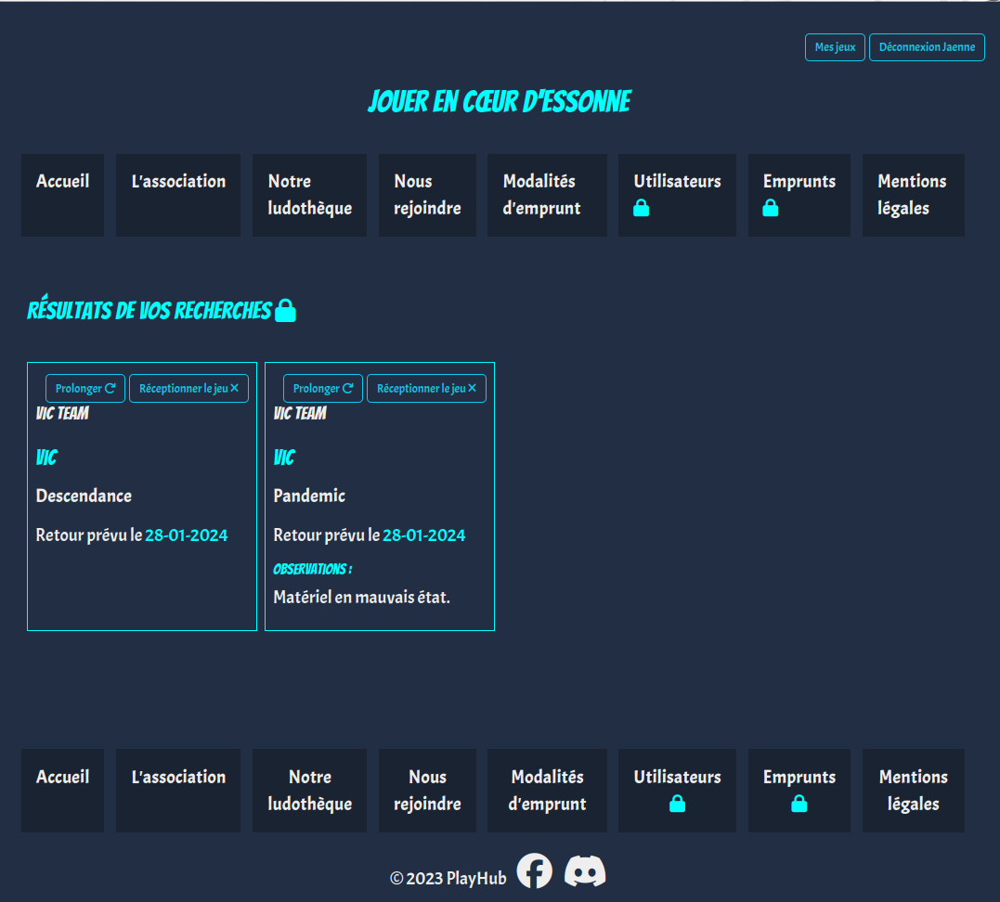 Mes jeux Déconnexion Jaenne
JOUER EN CŒUR D'ESSONNE
Accueil L'association Notre ludothèque Nous rejoindre Modalités d'emprunt Utilisateurs Emprunts Mentions légales
RÉSULTATS DE VOS RECHERCHES
Prolonger Réceptionner le jeu
VIC TEAM
VIC
Descendance
Retour prévu le 28-01-2024
Prolonger Réceptionner le jeu
VIC TEAM
VIC
Pandemic
Retour prévu le 28-01-2024
OBSERVATIONS :
Matériel en mauvais état.
Accueil L'association Notre ludothèque Nous rejoindre Modalités d'emprunt Utilisateurs Emprunts Mentions légales
© 2023 PlayHub